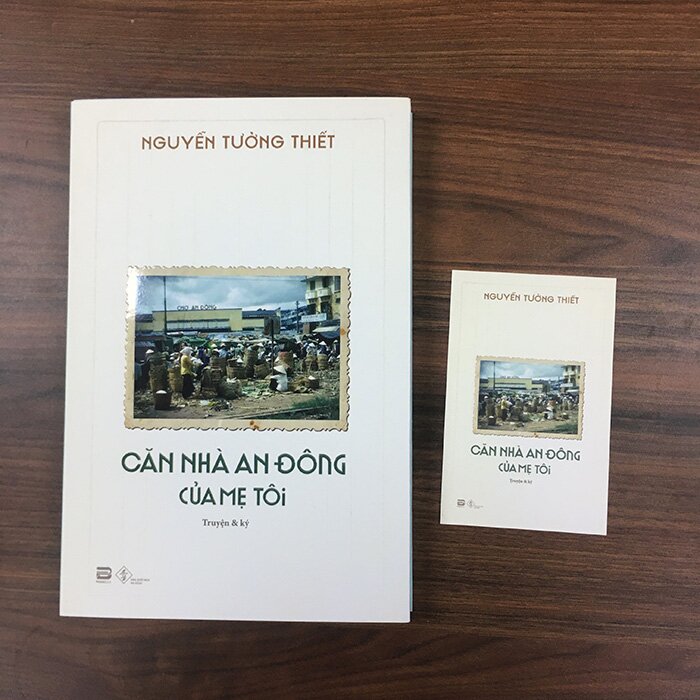 NGUYỄN TƯỜNG THIẾT
CHỢ AN ĐÔNG
CĂN NHÀ AN ĐÔNG
CỦA MẸ TÔI
Truyện & ký
NGUYỄN TƯỜNG THIẾT
CĂN NHÀ AN ĐÔNG
CỦA MẸ TÔI
Truyện & ký